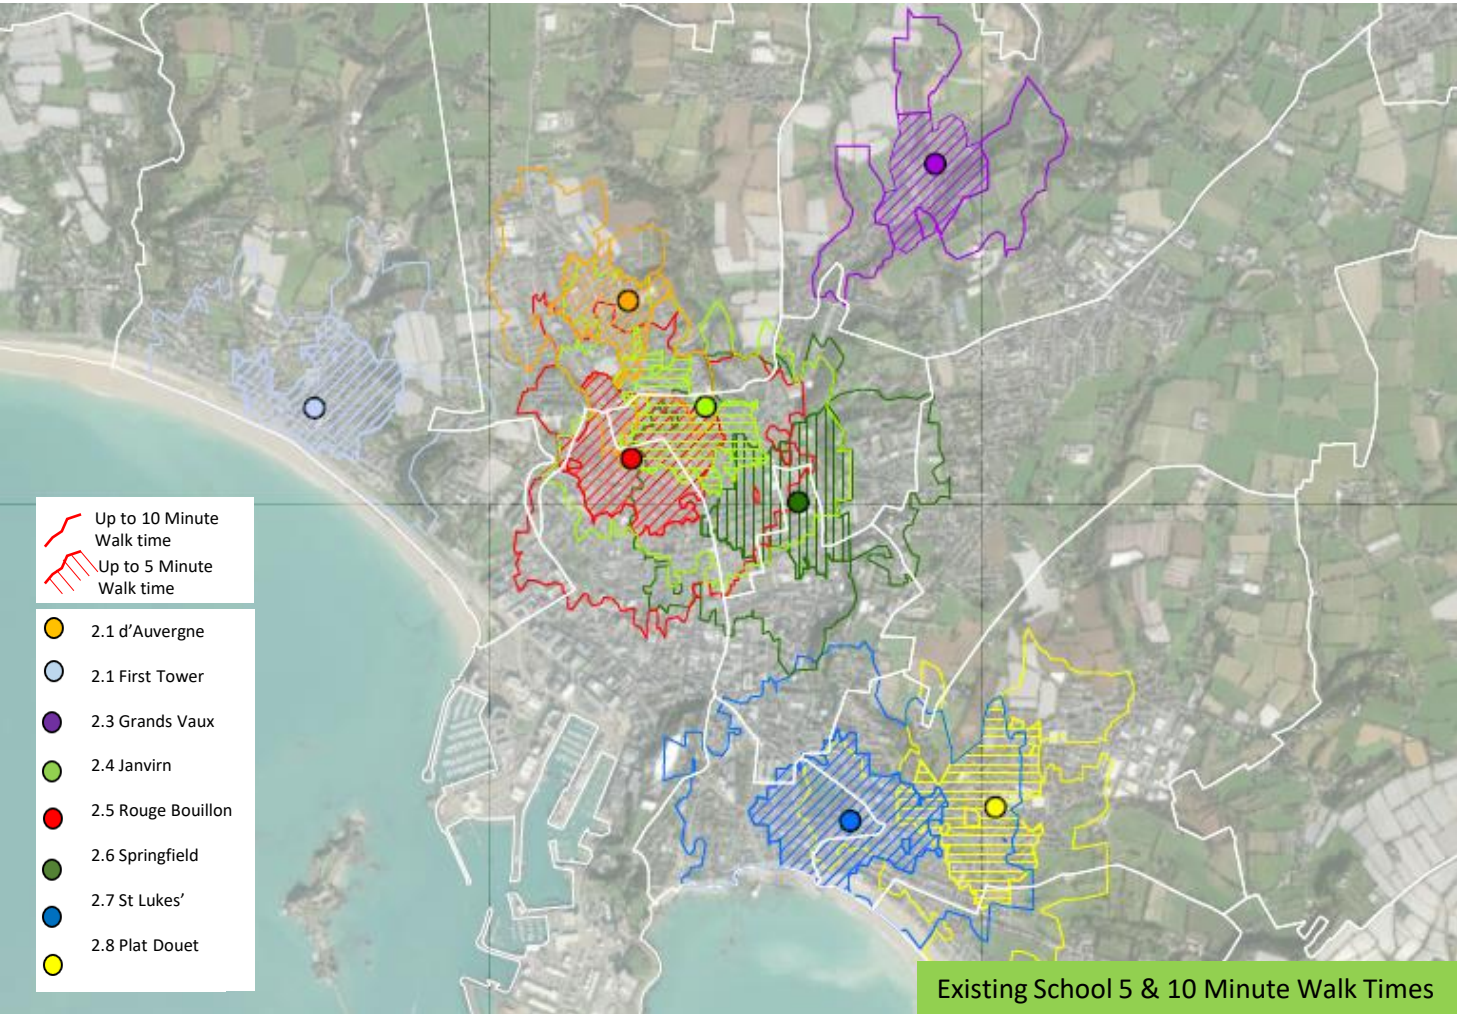 Up to 10 Minute
Walk time
Up to 5 Minute
Walk time
2.1 d’Auvergne
2.1 First Tower
2.3 Grands Vaux
2.4 Janvirn
2.5 Rouge Bouillon
2.6 Springfield
2.7 St Lukes’
2.8 Plat Douet
Existing School 5 & 10 Minute Walk Times